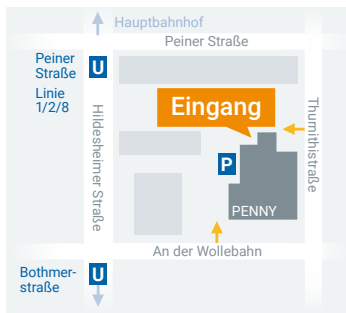 Hauptbahnhof
Peiner Straße
Peiner
Straße
U
Linie
1/2/8
Eingang
Hildesheimer Straße
Thurnithistraße
P
PENNY
An der Wollebahn
Bothmer-
straße
U